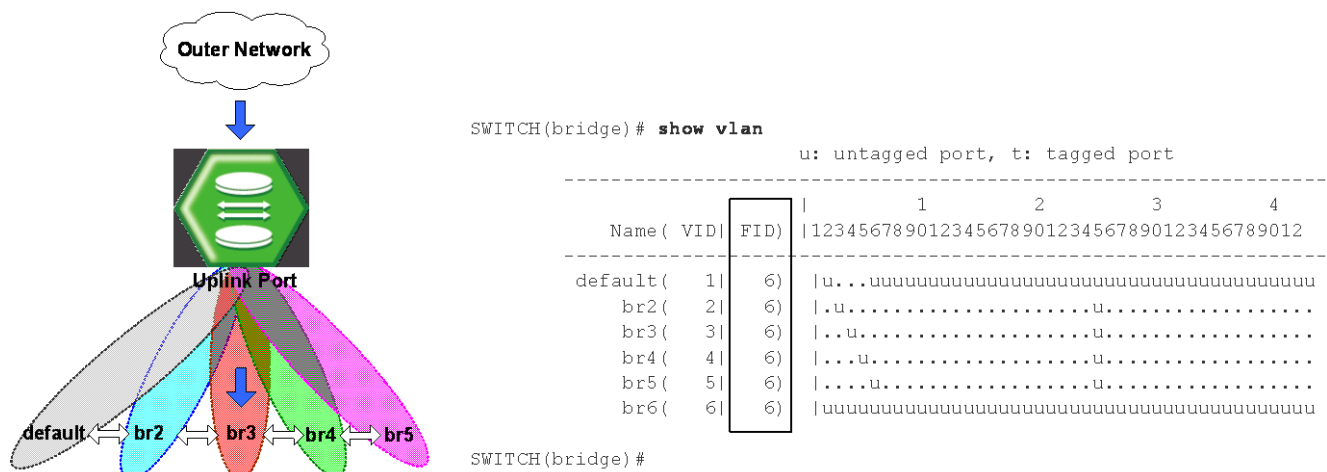 Outer Network
Uplink Port
default
br2
br3
br4
br5
SWITCH(bridge)# show vlan
u: untagged port, t: tagged port
--------------------------------------------------------------------
| 1 2 3 4
Name( VID| FID) |123456789012345678901234567890123456789012
--------------------------------------------------------------------
default( 1| 6) |u...uuuuuuuuuuuuuuuuuuuuuuuuuuuuuuuuuuuuuu
br2( 2| 6) |.u.....................u..................
br3( 3| 6) |..u....................u..................
br4( 4| 6) |...u...................u..................
br5( 5| 6) |....u..................u..................
br6( 6| 6) |uuuuuuuuuuuuuuuuuuuuuuuuuuuuuuuuuuuuuuuuuu
SWITCH(bridge)#